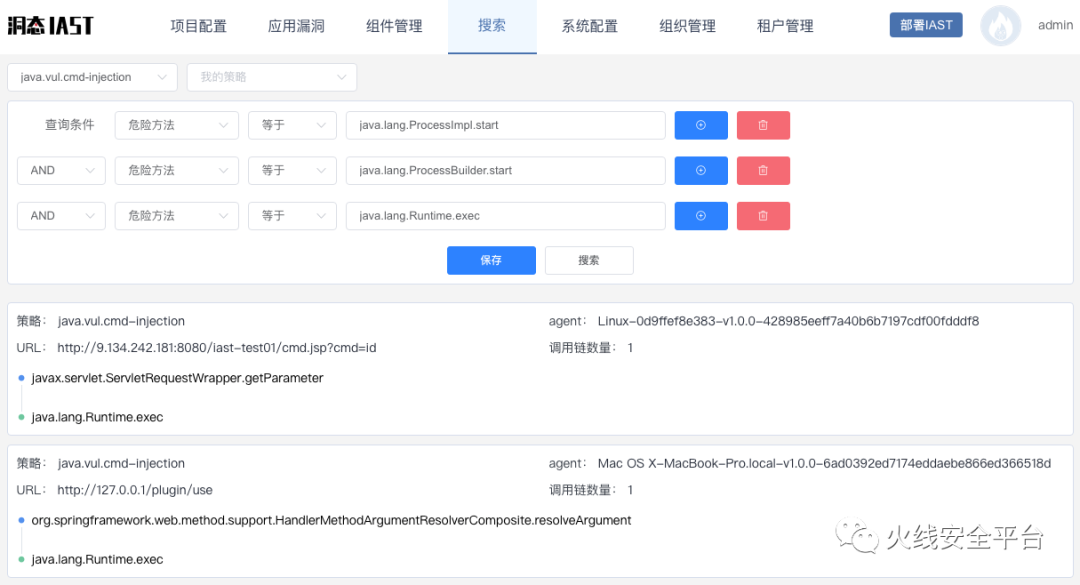 洞态 IAST 项目配置 应用漏洞 组件管理 搜索 系统配置 组织管理 租户管理 部署IAST admin
java.vul.cmd-injection 我的策略
查询条件 危险方法 等于 java.lang.ProcessImpl.start
AND 危险方法 等于 java.lang.ProcessBuilder.start
AND 危险方法 等于 java.lang.Runtime.exec
保存 搜索
策略： java.vul.cmd-injection agent： Linux-0d9ffef8e383-v1.0.0-428985eeff7a40b6b7197cdf00fdddf8
URL： http://9.134.242.181:8080/iast-test01/cmd.jsp?cmd=id 调用链数量： 1
javax.servlet.ServletRequestWrapper.getParameter
java.lang.Runtime.exec
策略： java.vul.cmd-injection agent： Mac OS X-MacBook-Pro.local-v1.0.0-6ad0392ed7174eddaebe866ed366518d
URL： http://127.0.0.1/plugin/use 调用链数量： 1
org.springframework.web.method.support.HandlerMethodArgumentResolverComposite.resolveArgument
java.lang.Runtime.exec
火线安全平台